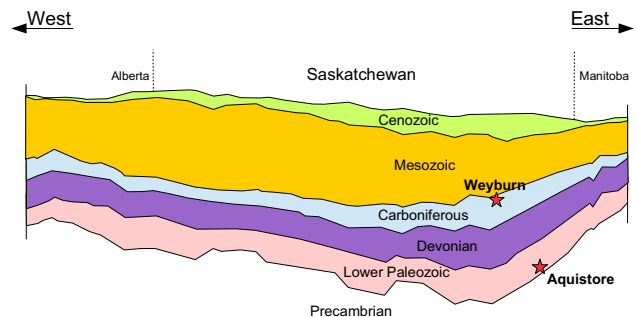 West
East
Alberta
Saskatchewan
Manitoba
Cenozoic
Mesozoic
Weyburn
Carboniferous
Devonian
Lower Paleozoic
Aquistore
Precambrian